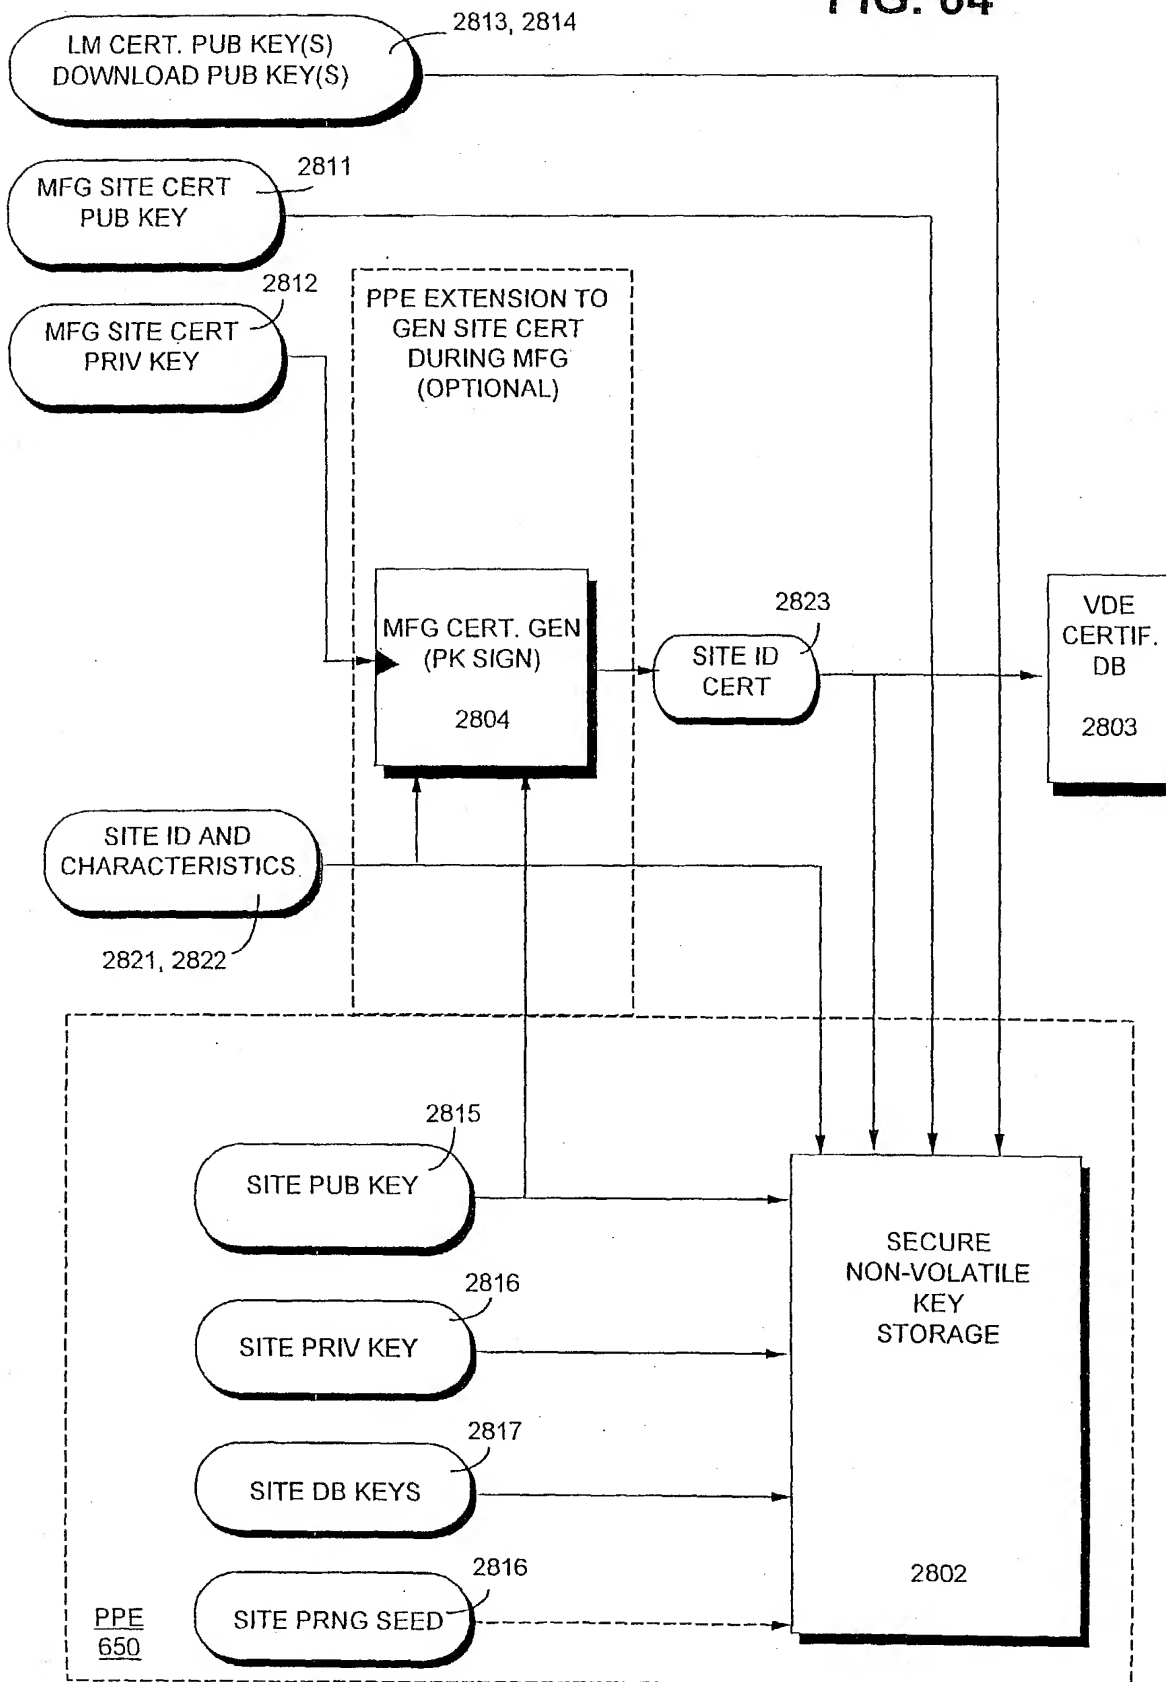 FIG. 64
2813, 2814
LM CERT. PUB KEY(S)
DOWNLOAD PUB KEY(S)
2811
MFG SITE CERT
PUB KEY
2812
MFG SITE CERT
PRIV KEY
PPE EXTENSION TO
GEN SITE CERT
DURING MFG
(OPTIONAL)
MFG CERT. GEN
(PK SIGN)
2804
2823
SITE ID
CERT
VDE
CERTIF.
DB
2803
SITE ID AND
CHARACTERISTICS
2821, 2822
2815
SITE PUB KEY
2816
SITE PRIV KEY
2817
SITE DB KEYS
2816
SITE PRNG SEED
SECURE
NON-VOLATILE
KEY
STORAGE
2802
PPE
650